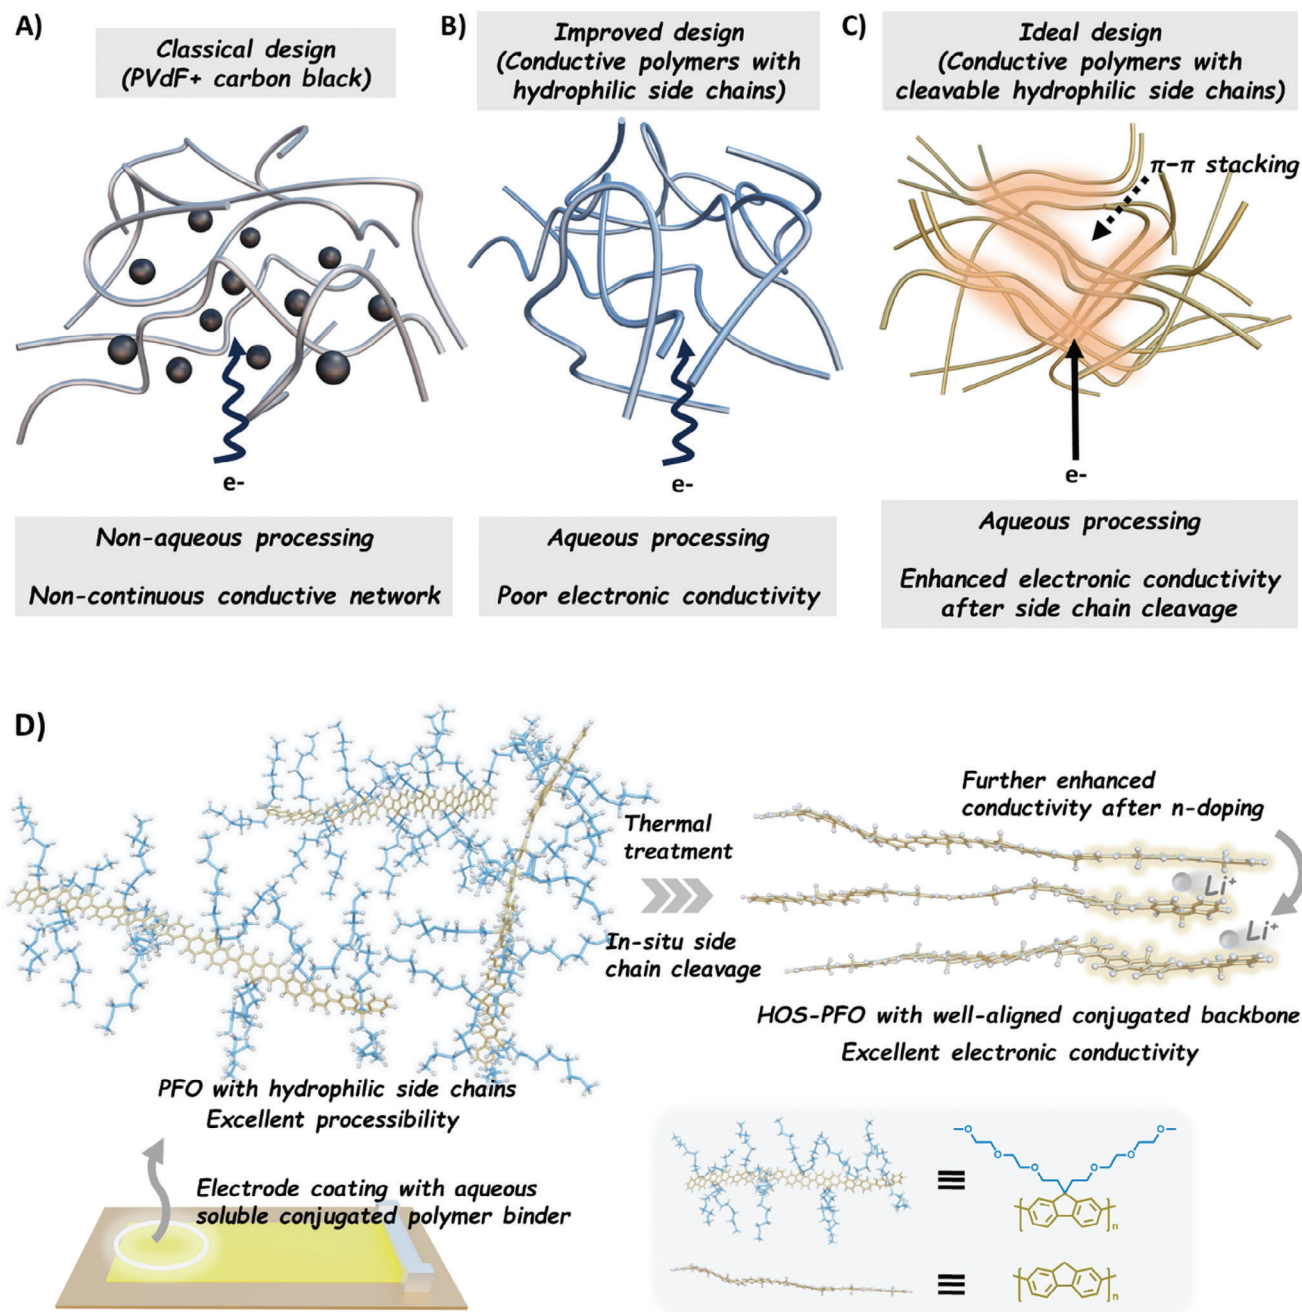 A)
Classical design
(PVdF+ carbon black)
e-
Non-aqueous processing
Non-continuous conductive network
B)
Improved design
(Conductive polymers with
hydrophilic side chains)
e-
Aqueous processing
Poor electronic conductivity
C)
Ideal design
(Conductive polymers with
cleavable hydrophilic side chains)
π-π stacking
e-
Aqueous processing
Enhanced electronic conductivity
after side chain cleavage
D)
Thermal
treatment
In-situ side
chain cleavage
Further enhanced
conductivity after n-doping
Li⁺
Li⁺
HOS-PFO with well-aligned conjugated backbone
Excellent electronic conductivity
PFO with hydrophilic side chains
Excellent processibility
Electrode coating with aqueous
soluble conjugated polymer binder
O O
O O
O O
n
n